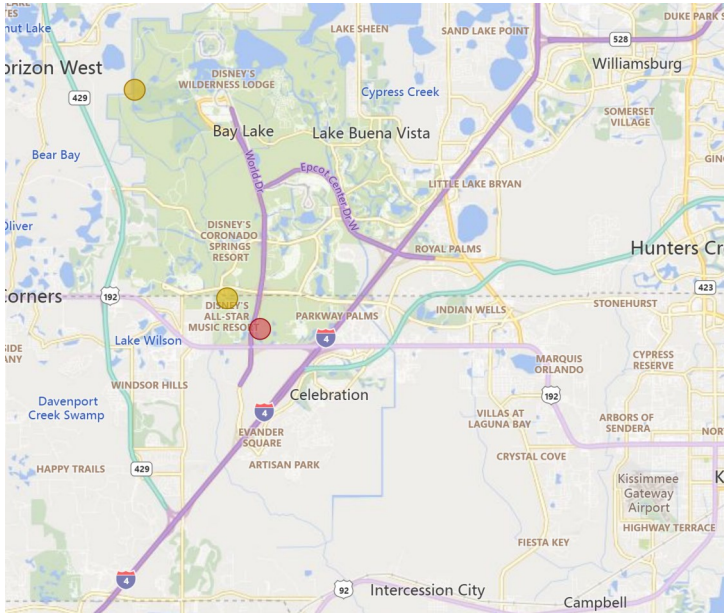 LAKE SHEEN
SAND LAKE POINT
DUKE PARK
528
Williamsburg
orizon West
DISNEY'S
WILDERNESS LODGE
Cypress Creek
429
SOMERSET
VILLAGE
Bay Lake
Lake Buena Vista
Bear Bay
World Dr
Epcot Center Dr W
LITTLE LAKE BRYAN
DISNEY'S
CORONADO
SPRINGS
RESORT
ROYAL PALMS
Hunters Cr
423
orners
192
DISNEY'S
ALL-STAR
MUSIC RESORT
PARKWAY PALMS
INDIAN WELLS
STONEHURST
4
Lake Wilson
MARQUIS
ORLANDO
CYPRESS
RESERVE
WINDSOR HILLS
Celebration
192
Davenport
Creek Swamp
4
VILLAS AT
LAGUNA BAY
ARBORS OF
SENDERA
EVANDER
SQUARE
NOR
CRYSTAL COVE
ARTISAN PARK
HAPPY TRAILS
429
Kissimmee
Gateway
Airport
K
HIGHWAY TERRACE
FIESTA KEY
4
92
Intercession City
Campbell